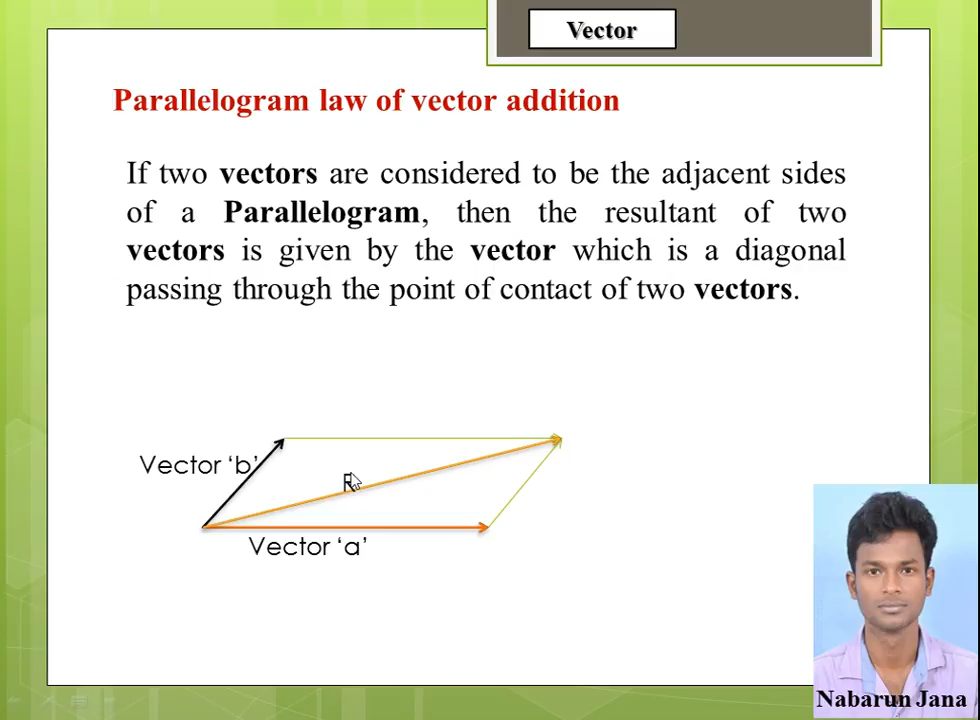 Vector
Parallelogram law of vector addition
If two vectors are considered to be the adjacent sides
of a Parallelogram, then the resultant of two
vectors is given by the vector which is a diagonal
passing through the point of contact of two vectors.
Vector ‘b’
R
Vector ‘a’
Nabarun Jana